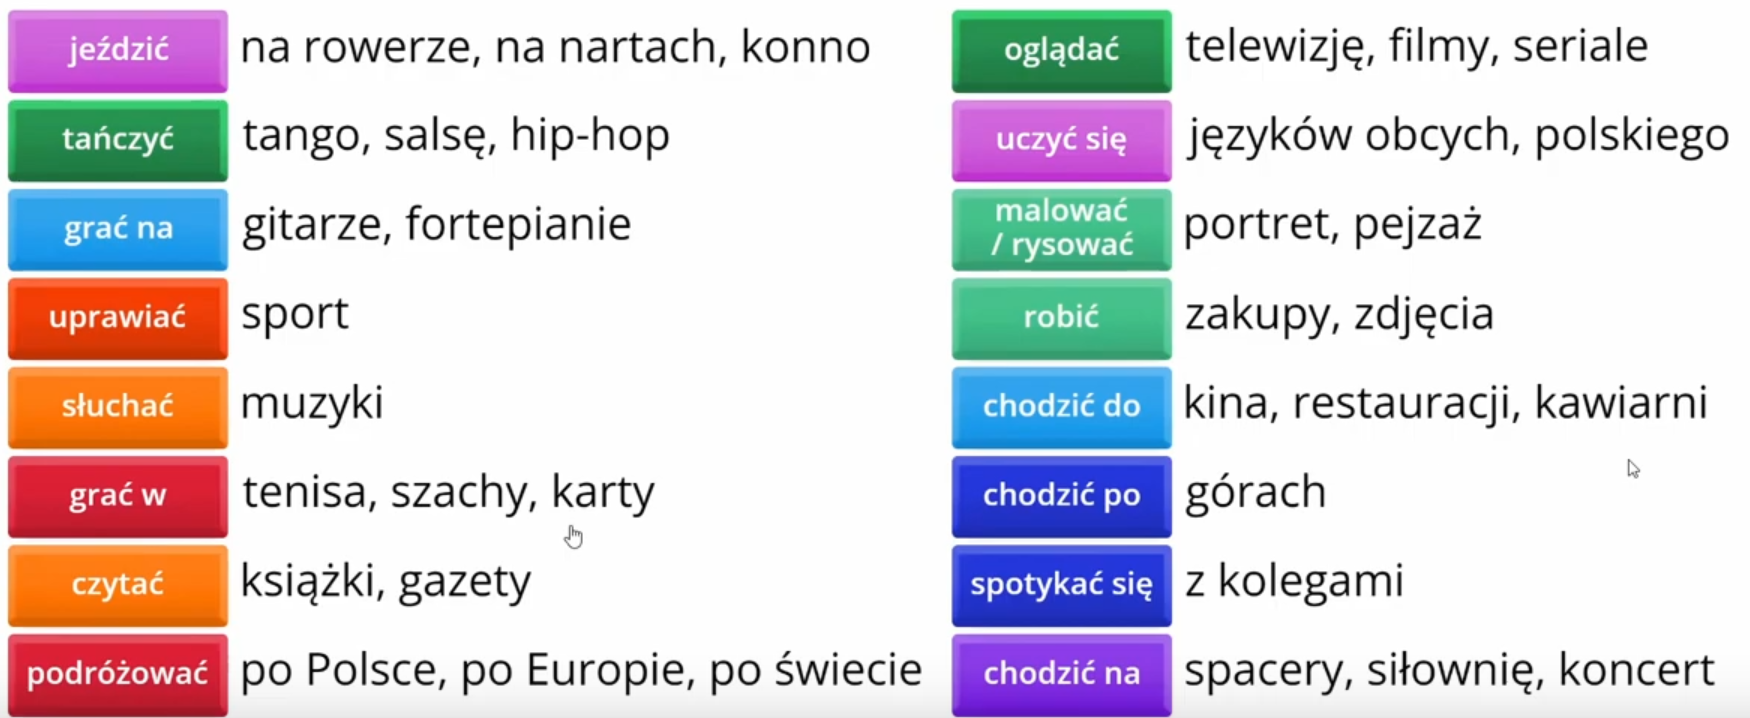 jeździć na rowerze, na nartach, konno
tańczyć tango, salsę, hip-hop
grać na gitarze, fortepianie
uprawiać sport
słuchać muzyki
grać w tenisa, szachy, karty
czytać książki, gazety
podróżować po Polsce, po Europie, po świecie
oglądać telewizję, filmy, seriale
uczyć się języków obcych, polskiego
malować
/ rysować portret, pejzaż
robić zakupy, zdjęcia
chodzić do kina, restauracji, kawiarni
chodzić po górach
spotykać się z kolegami
chodzić na spacery, siłownię, koncert